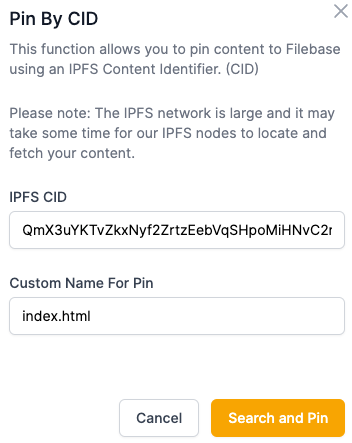 Pin By CID
This function allows you to pin content to Filebase
using an IPFS Content Identifier. (CID)
Please note: The IPFS network is large and it may
take some time for our IPFS nodes to locate and
fetch your content.
IPFS CID
QmX3uYKTvZkxNyf2ZrtzEebVqSHpoMiHNvC2r
Custom Name For Pin
index.html
Cancel
Search and Pin